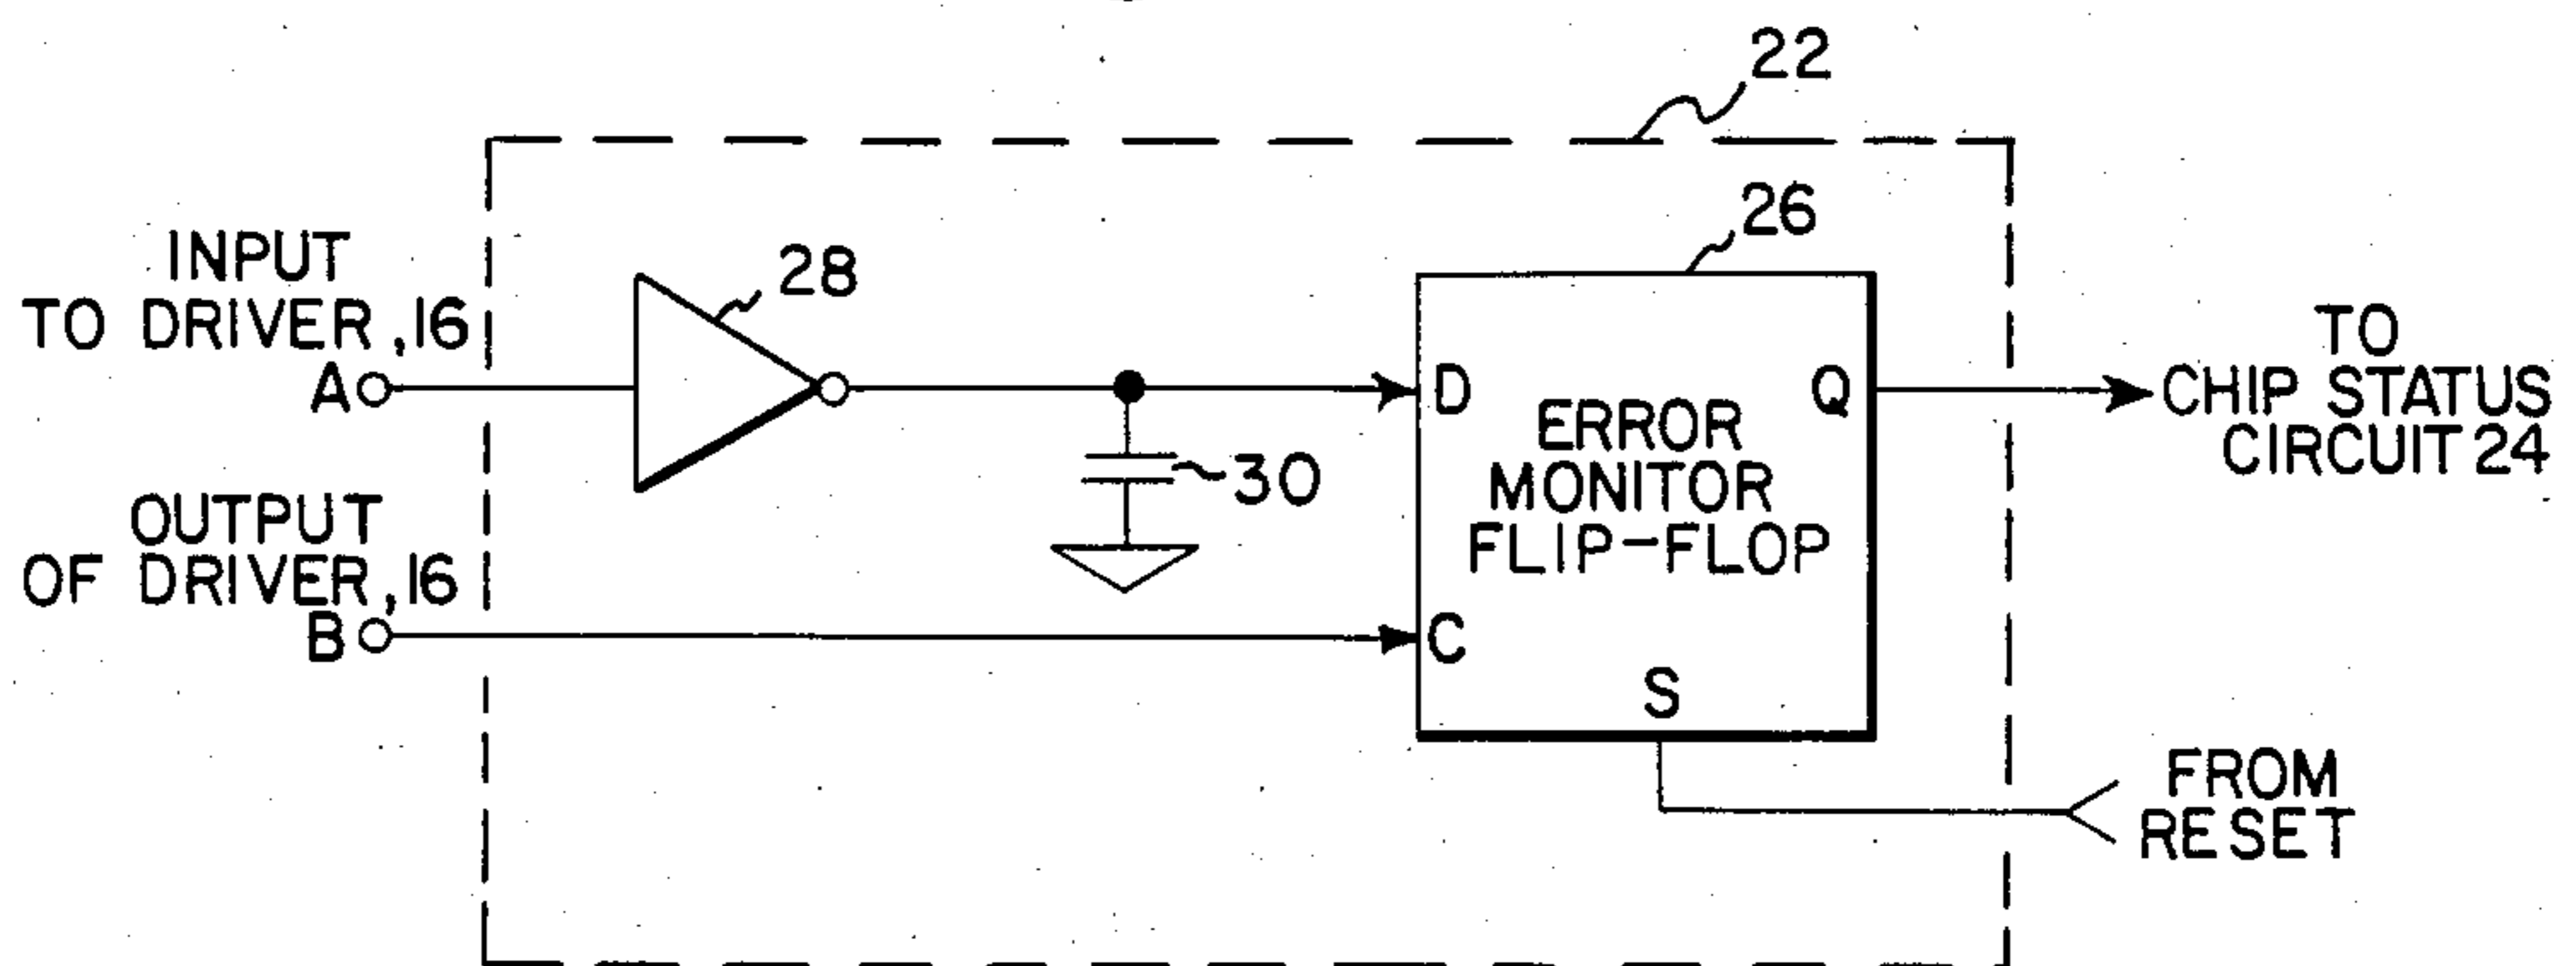 22
26
INPUT
TO DRIVER, 16
A
28
D
Q
TO
CHIP STATUS
CIRCUIT 24
ERROR
MONITOR
FLIP-FLOP
30
OUTPUT
OF DRIVER, 16
B
C
S
FROM
RESET